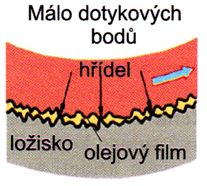 Málo dotykových
bodů
hřídel
ložisko
olejový film